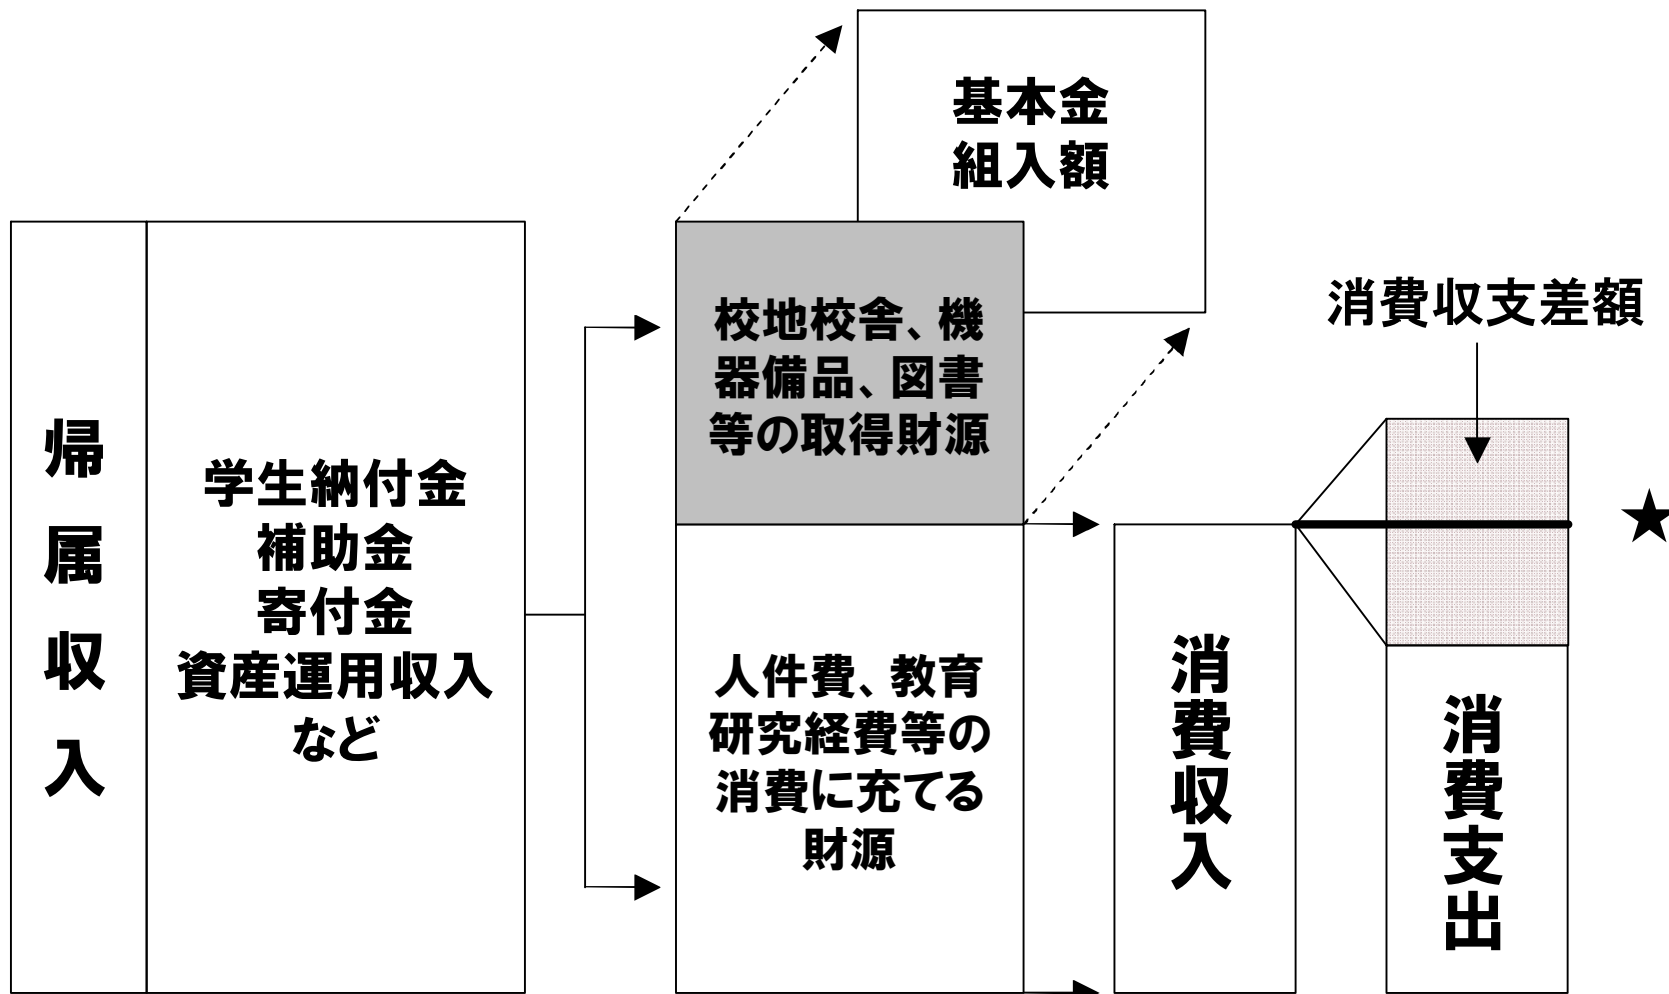 帰属収入
学生納付金
補助金
寄付金
資産運用収入
など
基本金
組入額
校地校舎、機
器備品、図書
等の取得財源
人件費、教育
研究経費等の
消費に充てる
財源
消費収入
消費収支差額
消費支出
★